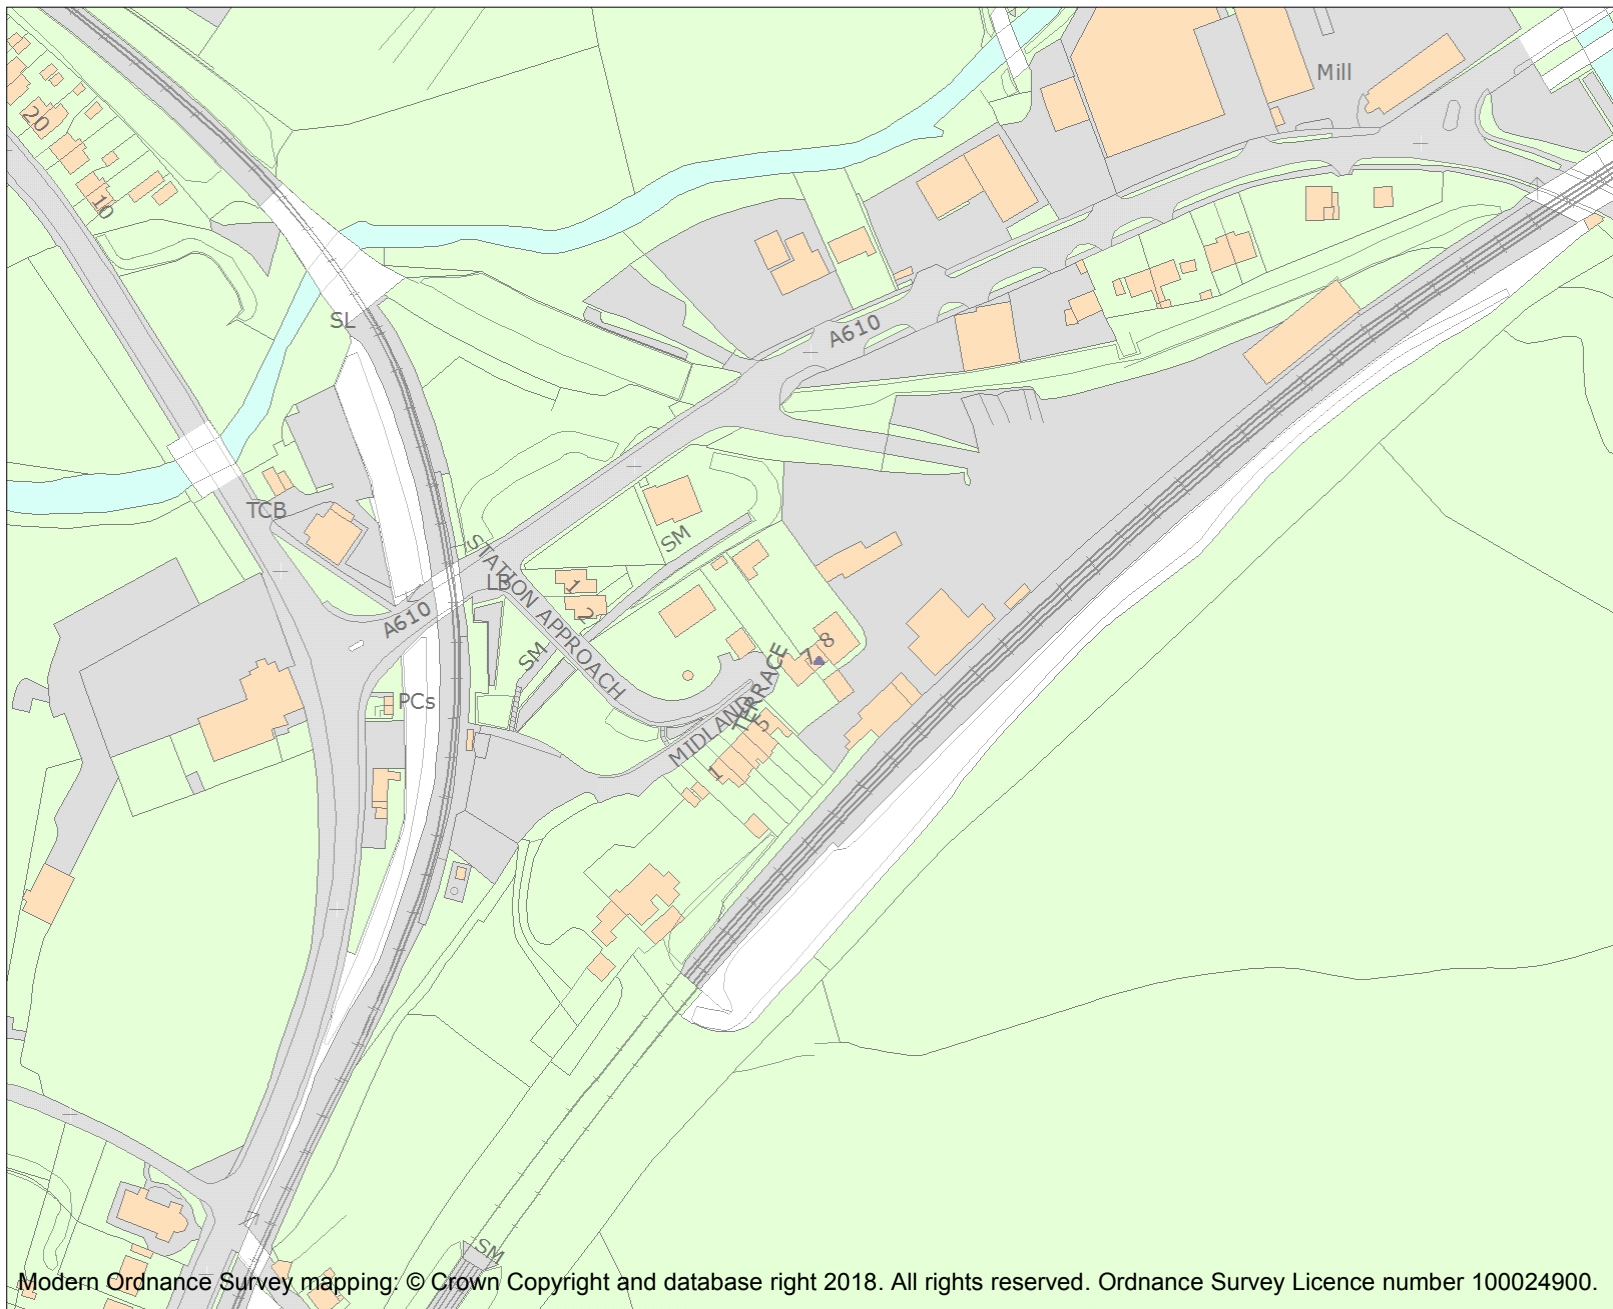 Mill
20
10
SL
A610
TCB
SM
STATION APPROACH
LB
1
2
A610
8
7
SM
TERRACE
PCs
MIDLAND
5
1
SM
Modern Ordnance Survey mapping: © Crown Copyright and database right 2018. All rights reserved. Ordnance Survey Licence number 100024900.